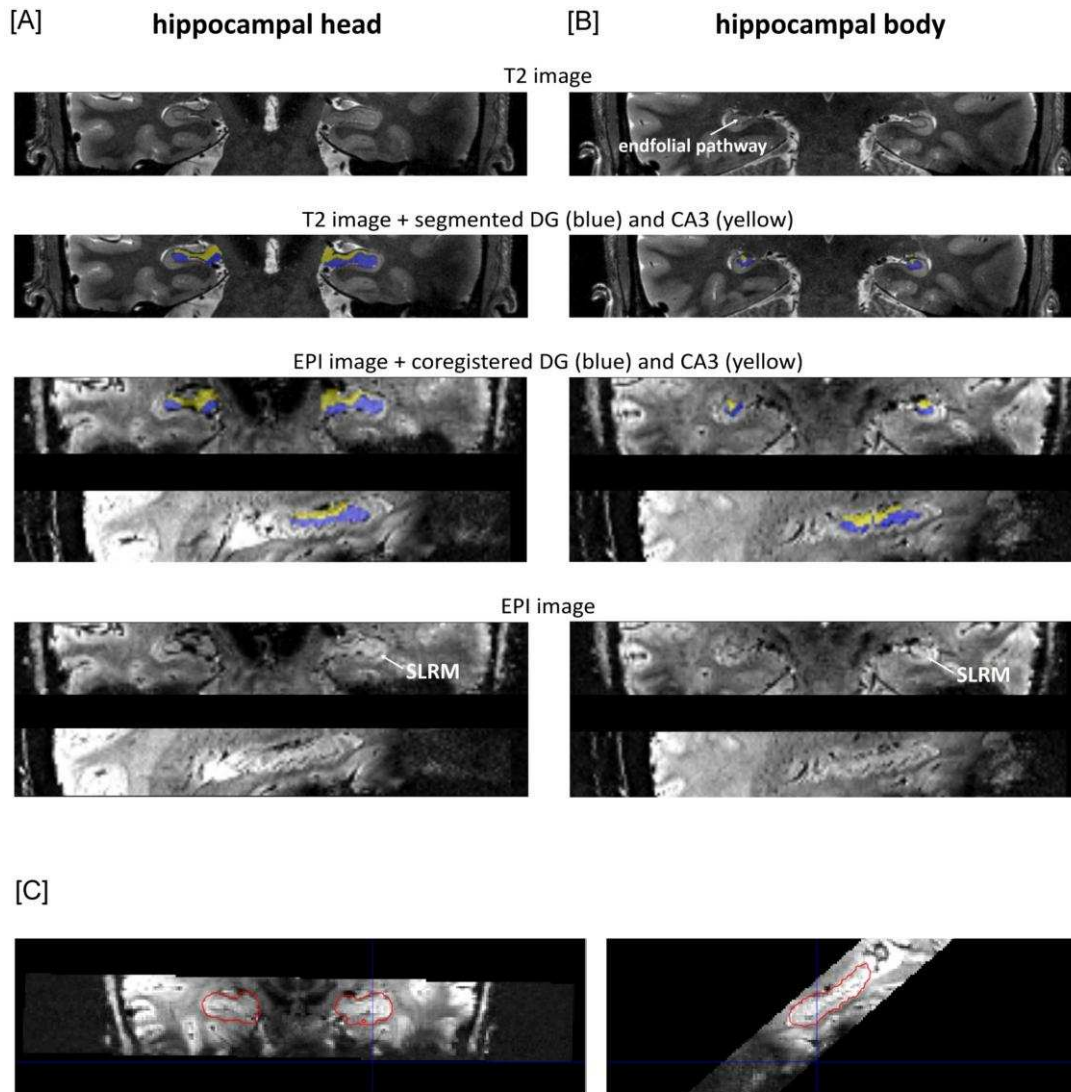 [A] hippocampal head [B] hippocampal body
T2 image
endfolial pathway
T2 image + segmented DG (blue) and CA3 (yellow)
EPI image + coregistered DG (blue) and CA3 (yellow)
EPI image
SLRM SLRM
[C]